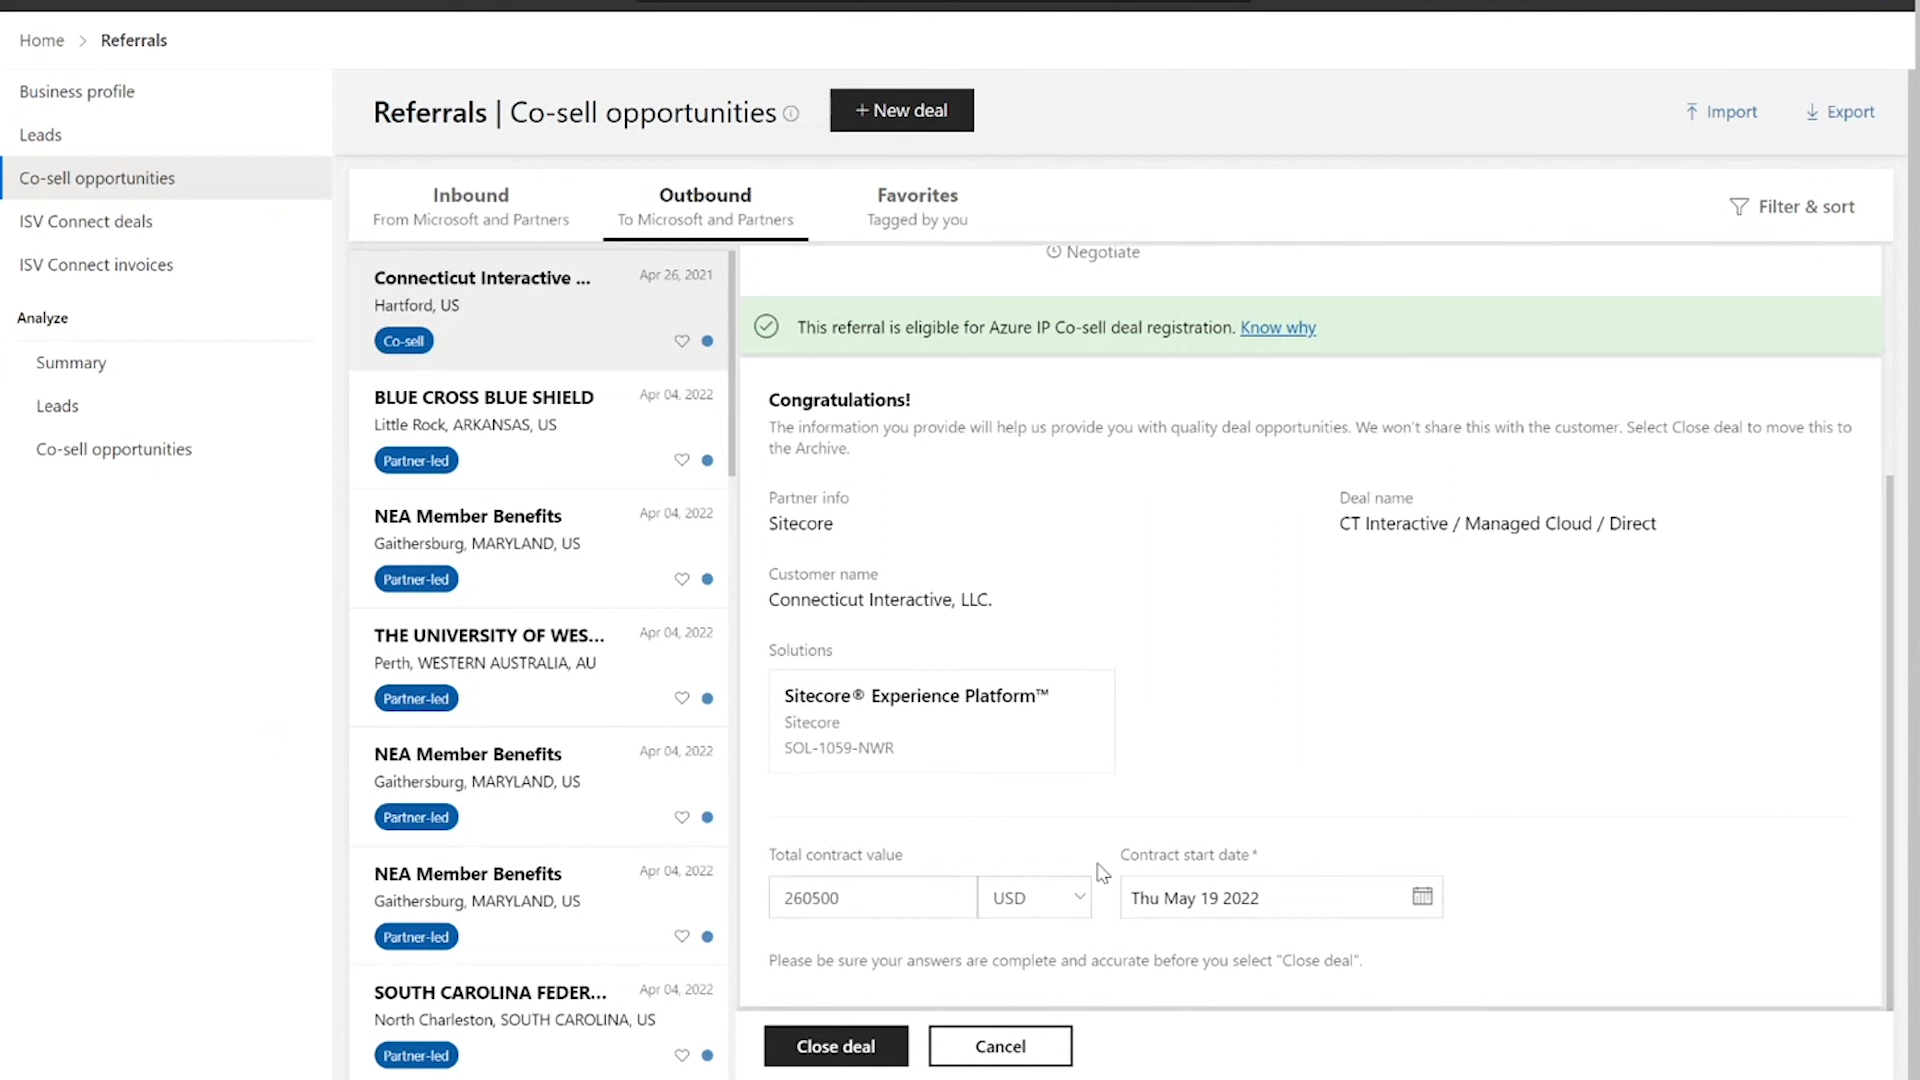 Home > Referrals
Business profile
Leads
Co-sell opportunities
ISV Connect deals
ISV Connect invoices
Analyze
Summary
Leads
Co-sell opportunities
Referrals | Co-sell opportunities
+ New deal
Import
Export
Inbound
From Microsoft and Partners
Outbound
To Microsoft and Partners
Favorites
Tagged by you
Filter & sort
Connecticut Interactive ...
Apr 26, 2021
Hartford, US
Co-sell
BLUE CROSS BLUE SHIELD
Apr 04, 2022
Little Rock, ARKANSAS, US
Partner-led
NEA Member Benefits
Apr 04, 2022
Gaithersburg, MARYLAND, US
Partner-led
THE UNIVERSITY OF WES...
Apr 04, 2022
Perth, WESTERN AUSTRALIA, AU
Partner-led
NEA Member Benefits
Apr 04, 2022
Gaithersburg, MARYLAND, US
Partner-led
NEA Member Benefits
Apr 04, 2022
Gaithersburg, MARYLAND, US
Partner-led
SOUTH CAROLINA FEDER...
Apr 04, 2022
North Charleston, SOUTH CAROLINA, US
Partner-led
Negotiate
This referral is eligible for Azure IP Co-sell deal registration. Know why
Congratulations!
The information you provide will help us provide you with quality deal opportunities. We won't share this with the customer. Select Close deal to move this to
the Archive.
Partner info
Sitecore
Deal name
CT Interactive / Managed Cloud / Direct
Customer name
Connecticut Interactive, LLC.
Solutions
Sitecore® Experience Platform™
Sitecore
SOL-1059-NWR
Total contract value
260500
USD
Contract start date*
Thu May 19 2022
Please be sure your answers are complete and accurate before you select "Close deal".
Close deal
Cancel